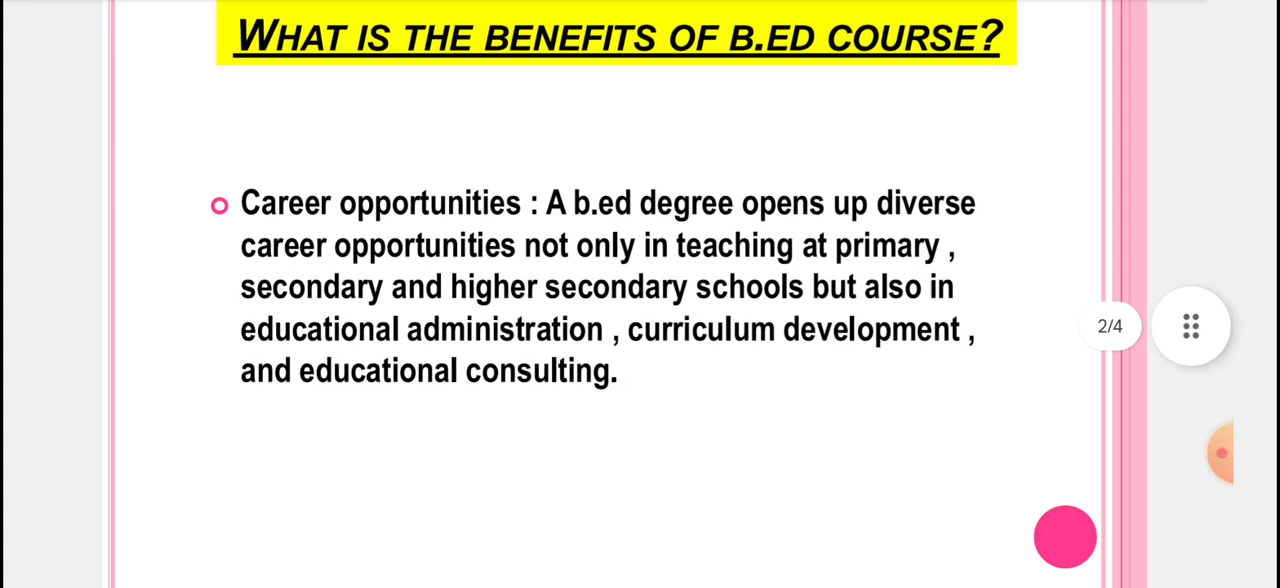 WHAT IS THE BENEFITS OF B.ED COURSE?
Career opportunities : A b.ed degree opens up diverse
career opportunities not only in teaching at primary ,
secondary and higher secondary schools but also in
educational administration , curriculum development ,
and educational consulting.
2/4